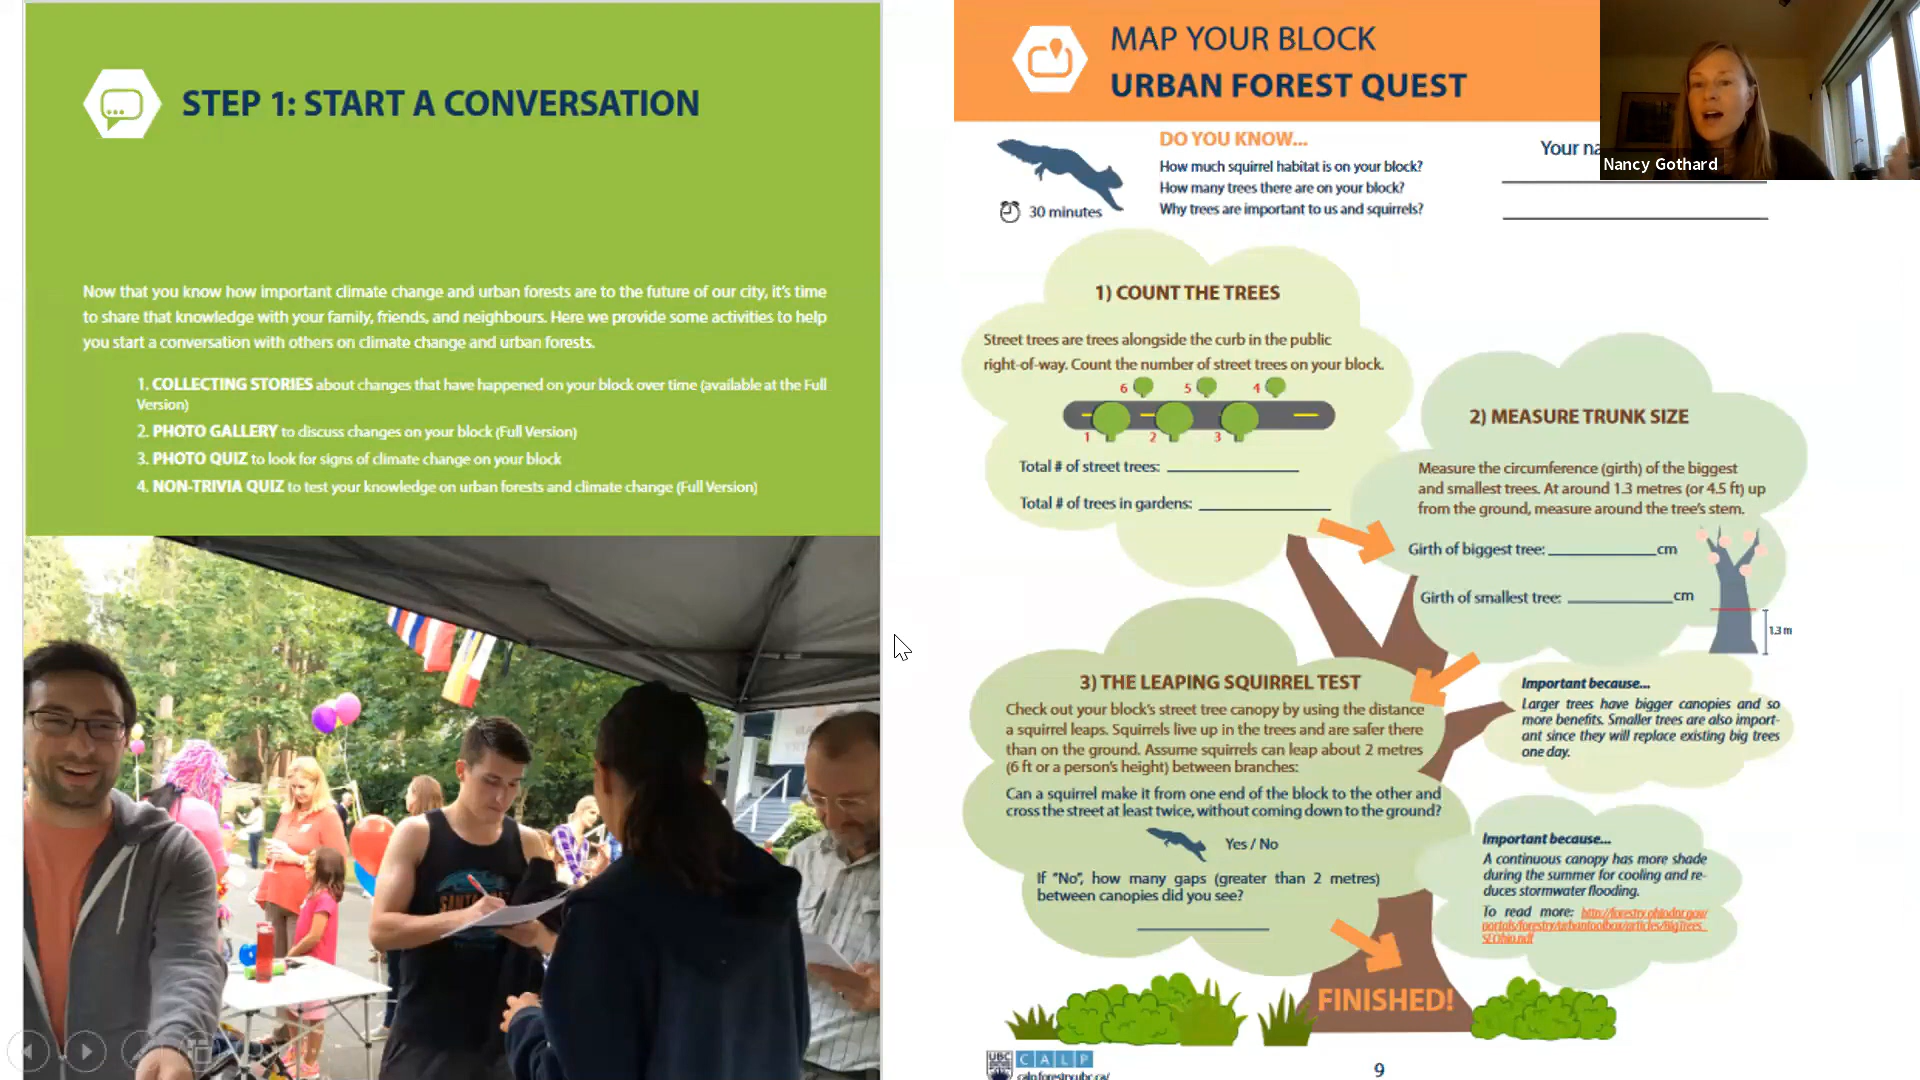 STEP 1: START A CONVERSATION
Now that you know how important climate change and urban forests are to the future of our city, it's time
to share that knowledge with your family, friends, and neighbours. Here we provide some activities to help
you start a conversation with others on climate change and urban forests.
1. COLLECTING STORIES about changes that have happened on your block over time (available at the Full
Version)
2. PHOTO GALLERY to discuss changes on your block (Full Version)
3. PHOTO QUIZ to look for signs of climate change on your block
4. NON-TRIVIA QUIZ to test your knowledge on urban forests and climate change (Full Version)
MAP YOUR BLOCK
URBAN FOREST QUEST
Nancy Gothard
DO YOU KNOW...
How much squirrel habitat is on your block?
How many trees there are on your block?
Why trees are important to us and squirrels?
30 minutes
Your na
1) COUNT THE TREES
Street trees are trees alongside the curb in the public
right-of-way. Count the number of street trees on your block.
6 5 4
1 2 3
Total # of street trees:
Total # of trees in gardens:
2) MEASURE TRUNK SIZE
Measure the circumference (girth) of the biggest
and smallest trees. At around 1.3 metres (or 4.5 ft) up
from the ground, measure around the tree's stem.
Girth of biggest tree: cm
Girth of smallest tree: cm
1.3 m
Important because...
Larger trees have bigger canopies and so
more benefits. Smaller trees are also import-
ant since they will replace existing big trees
one day.
3) THE LEAPING SQUIRREL TEST
Check out your block's street tree canopy by using the distance
a squirrel leaps. Squirrels live up in the trees and are safer there
than on the ground. Assume squirrels can leap about 2 metres
(6 ft or a person's height) between branches:
Can a squirrel make it from one end of the block to the other and
cross the street at least twice, without coming down to the ground?
Yes / No
If "No", how many gaps (greater than 2 metres)
between canopies did you see?
Important because...
A continuous canopy has more shade
during the summer for cooling and re-
duces stormwater flooding.
To read more: http://forestry.ohiodnr.gov/
portals/forestry/urbantoolbox/articles/BigTrees_
SEOhio.pdf
FINISHED!
UBC CALP
calp.forestry.ubc.ca/
9